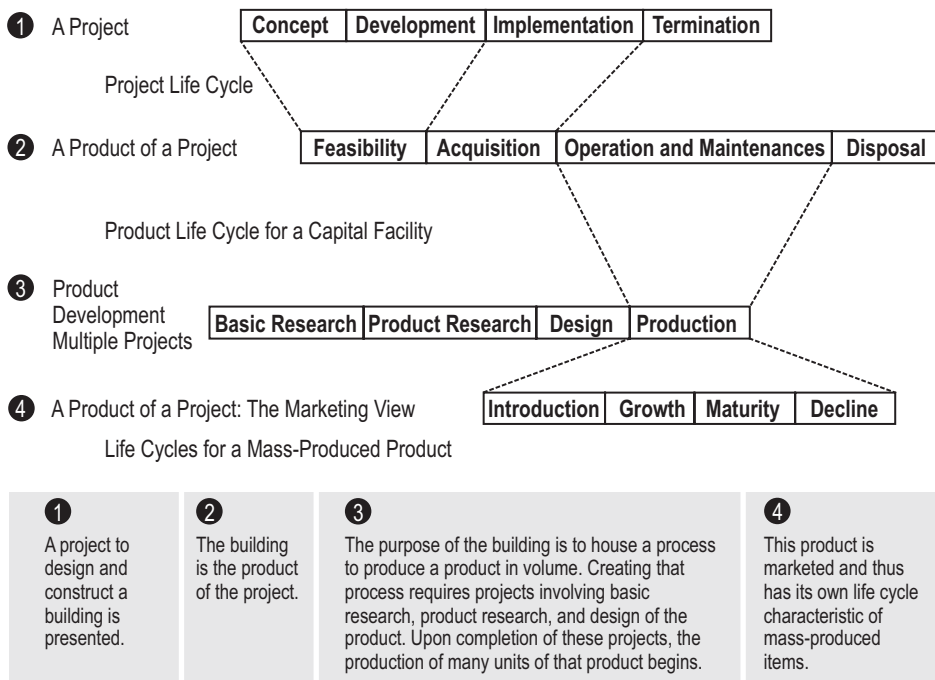 1 A Project
Concept Development Implementation Termination
Project Life Cycle
2 A Product of a Project
Feasibility Acquisition Operation and Maintenances Disposal
Product Life Cycle for a Capital Facility
3 Product
Development
Multiple Projects
Basic Research Product Research Design Production
4 A Product of a Project: The Marketing View
Introduction Growth Maturity Decline
Life Cycles for a Mass-Produced Product
1
A project to
design and
construct a
building is
presented.
2
The building
is the product
of the project.
3
The purpose of the building is to house a process
to produce a product in volume. Creating that
process requires projects involving basic
research, product research, and design of the
product. Upon completion of these projects, the
production of many units of that product begins.
4
This product is
marketed and thus
has its own life cycle
characteristic of
mass-produced
items.